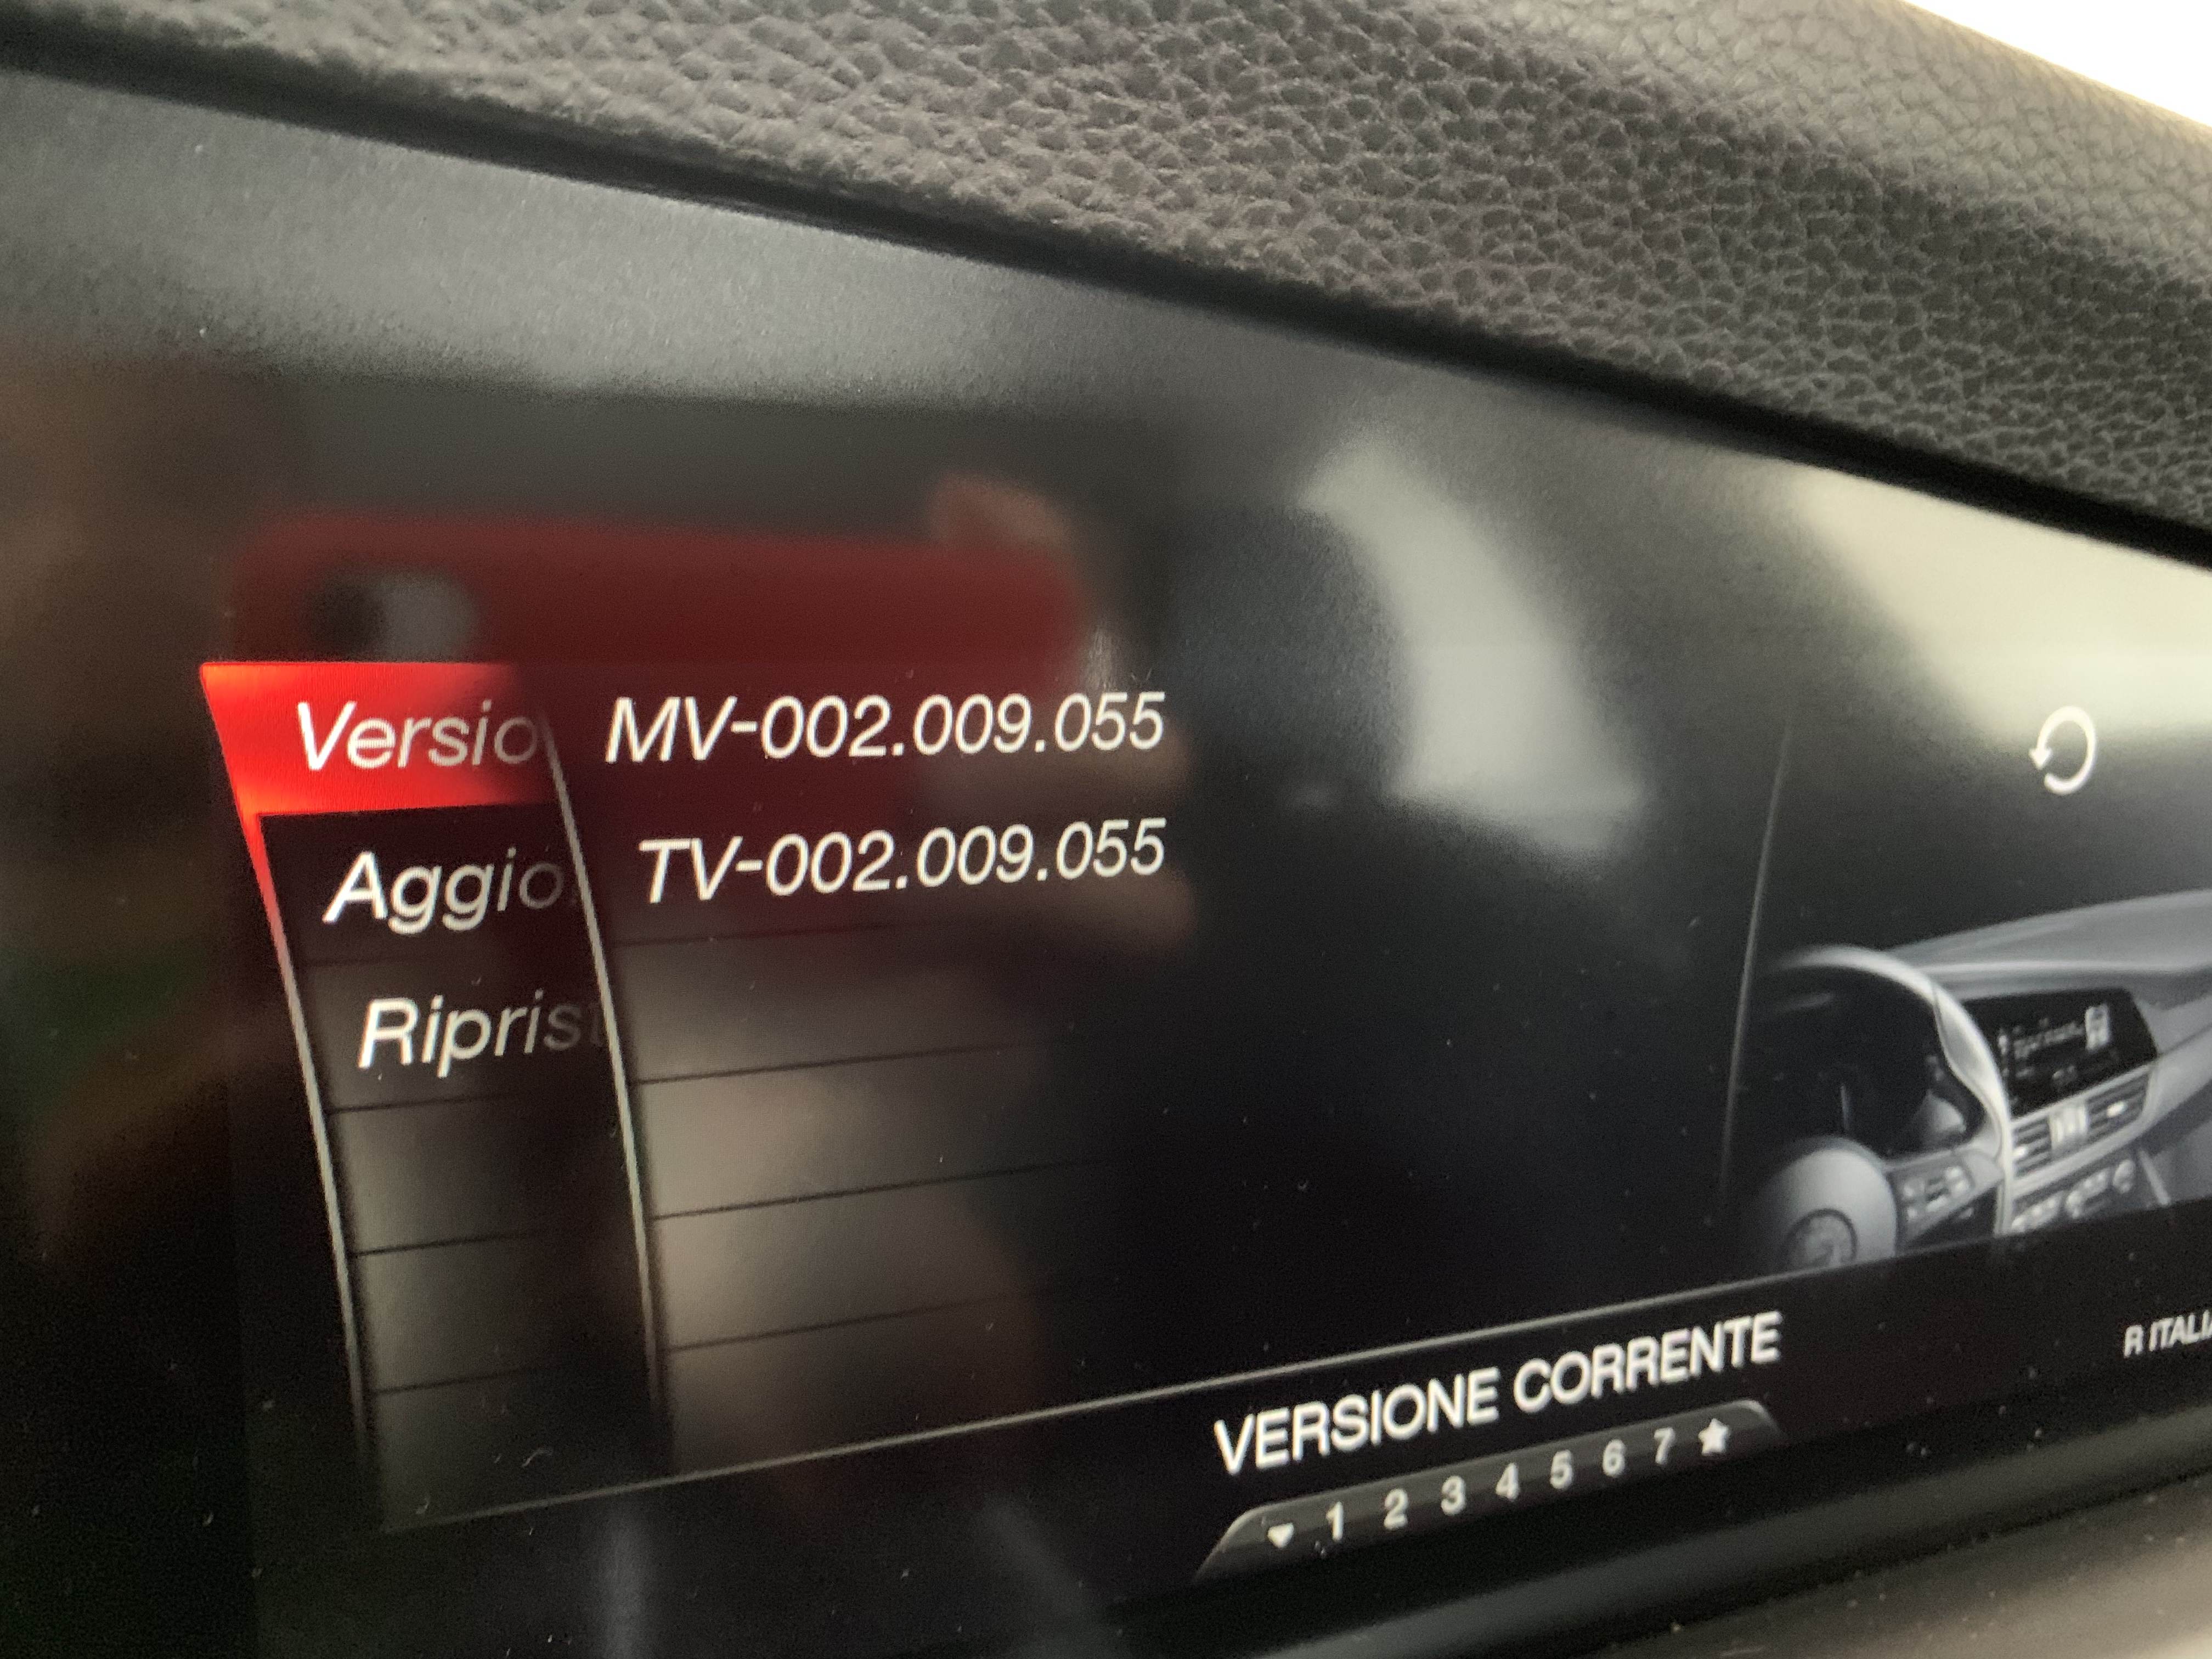 Versio
MV-002.009.055
Aggio
TV-002.009.055
Riprist
VERSIONE CORRENTE
1 2 3 4 5 6 7 ★
R ITALIA